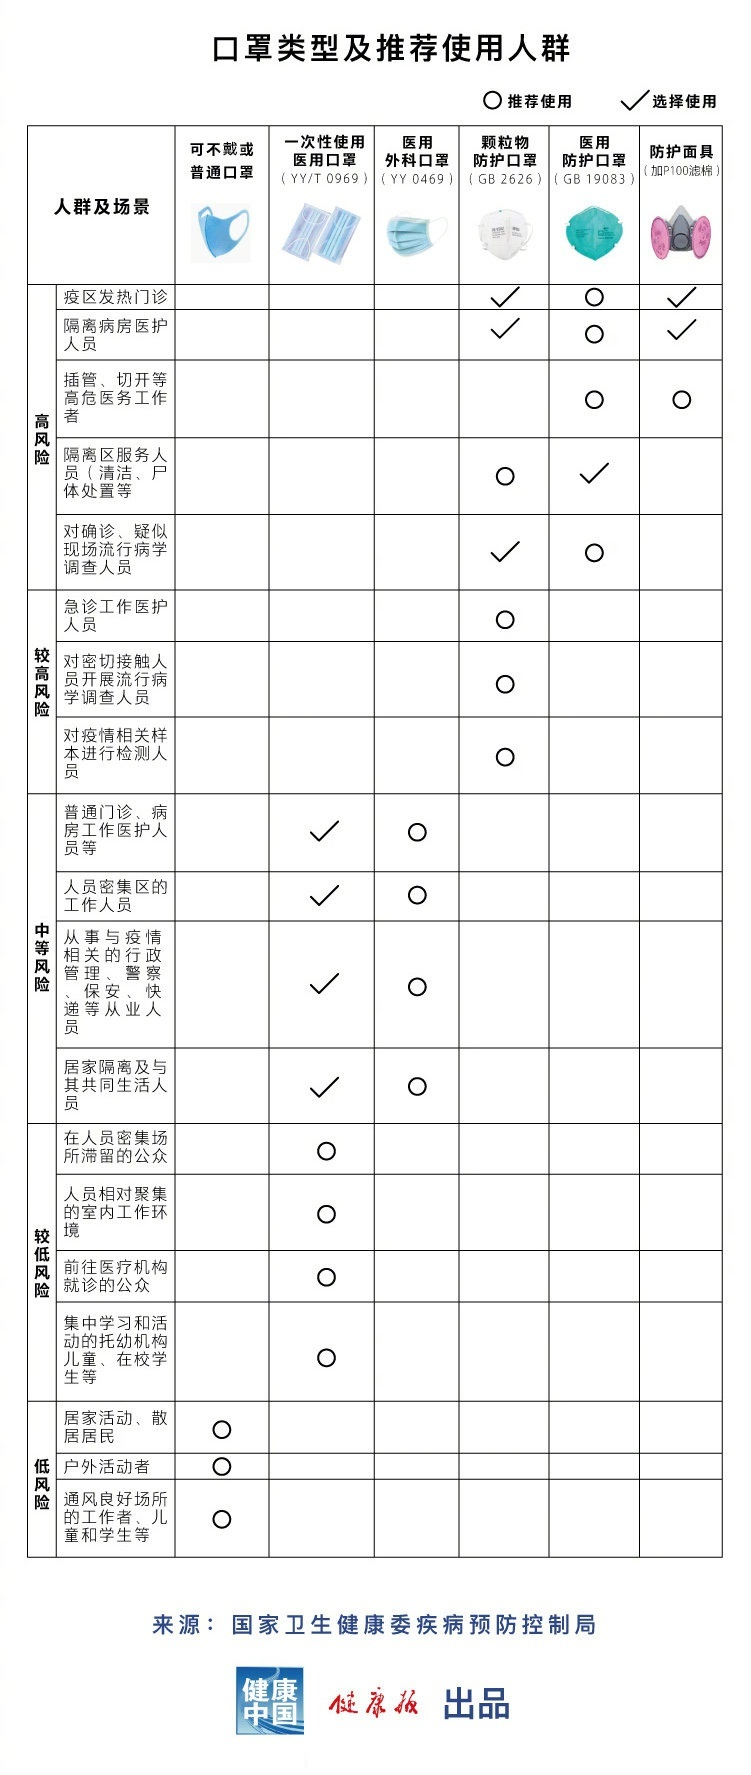 口罩类型及推荐使用人群
推荐使用 选择使用
人群及场景
可不戴或
普通口罩
一次性使用
医用口罩
(YY/T 0969)
医用
外科口罩
(YY 0469)
颗粒物
防护口罩
(GB 2626)
医用
防护口罩
(GB 19083)
防护面具
(加P100滤棉)
高风险
疫区发热门诊
隔离病房医护
人员
插管、切开等
高危医务工作
者
隔离区服务人
员(清洁、尸
体处置等
对确诊、疑似
现场流行病学
调查人员
较高风险
急诊工作医护
人员
对密切接触人
员开展流行病
学调查人员
对疫情相关样
本进行检测人
员
中等风险
普通门诊、病
房工作医护人
员等
人员密集区的
工作人员
从事与疫情
相关的行政
管理、警察
、保安、快
递等从业人
员
居家隔离及与
其共同生活人
员
较低风险
在人员密集场
所滞留的公众
人员相对聚集
的室内工作环
境
前往医疗机构
就诊的公众
集中学习和活
动的托幼机构
儿童、在校学
生等
低风险
居家活动、散
居居民
户外活动者
通风良好场所
的工作者、儿
童和学生等
来源：国家卫生健康委疾病预防控制局
健康
中国
健康报 出品